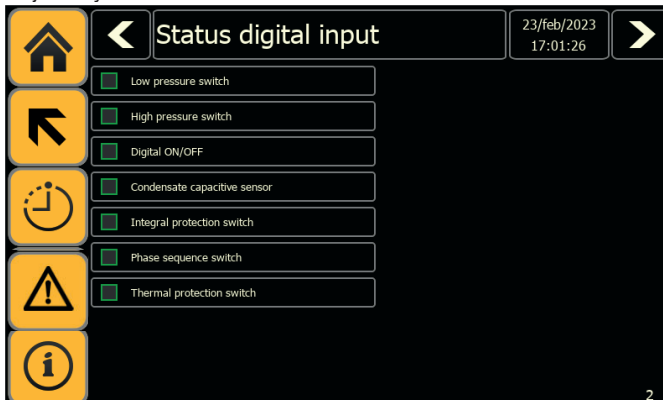 Status digital input
23/feb/2023
17:01:26
Low pressure switch
High pressure switch
Digital ON/OFF
Condensate capacitive sensor
Integral protection switch
Phase sequence switch
Thermal protection switch
2